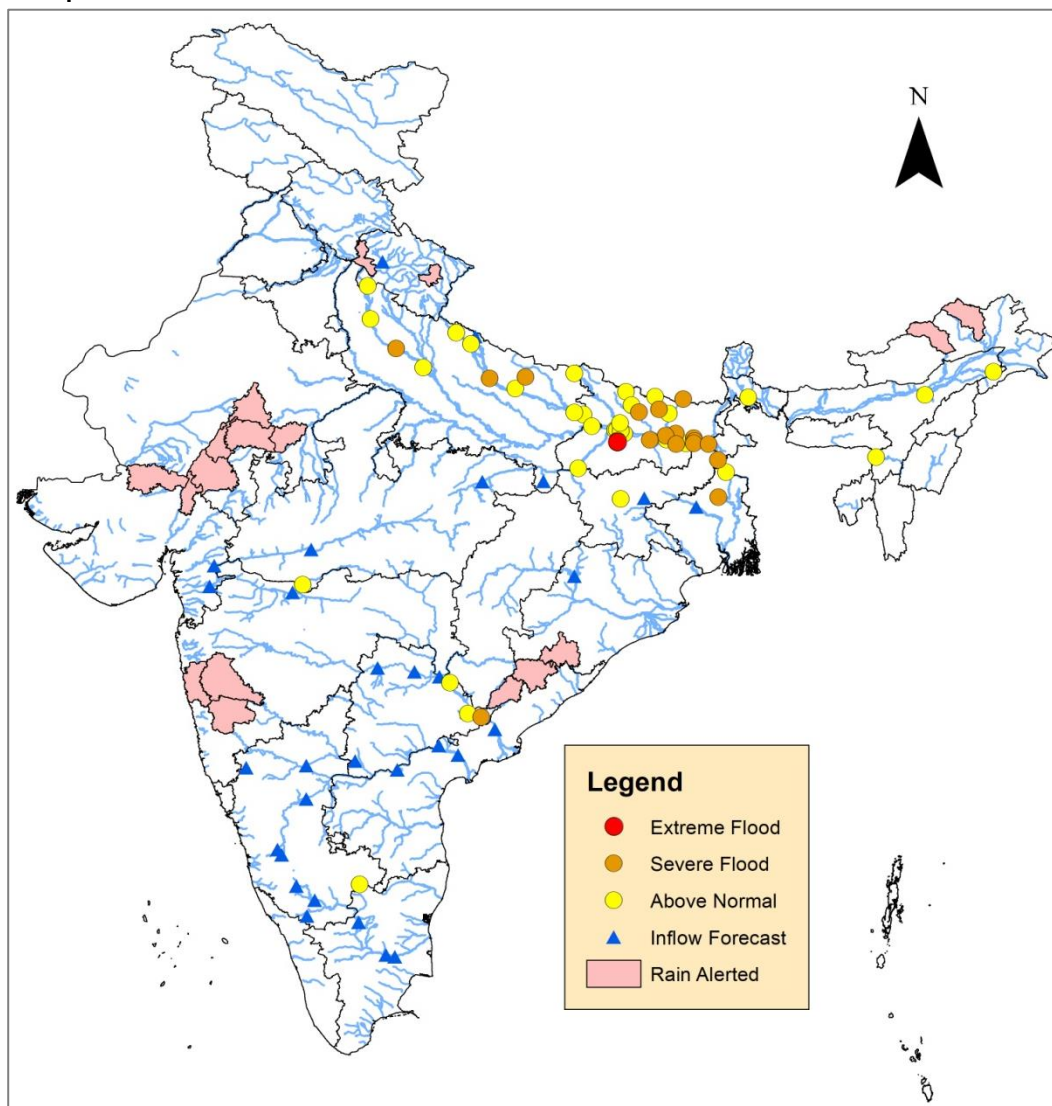 N
Legend
Extreme Flood
Severe Flood
Above Normal
Inflow Forecast
Rain Alerted